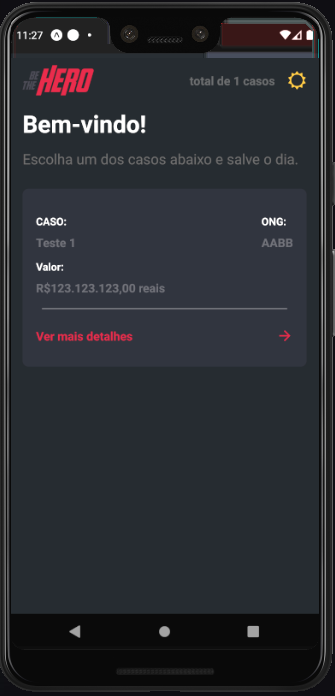 11:27
BE THE HERO
total de 1 casos
Bem-vindo!
Escolha um dos casos abaixo e salve o dia.
CASO: ONG:
Teste 1 AABB
Valor:
R$123.123.123,00 reais
Ver mais detalhes